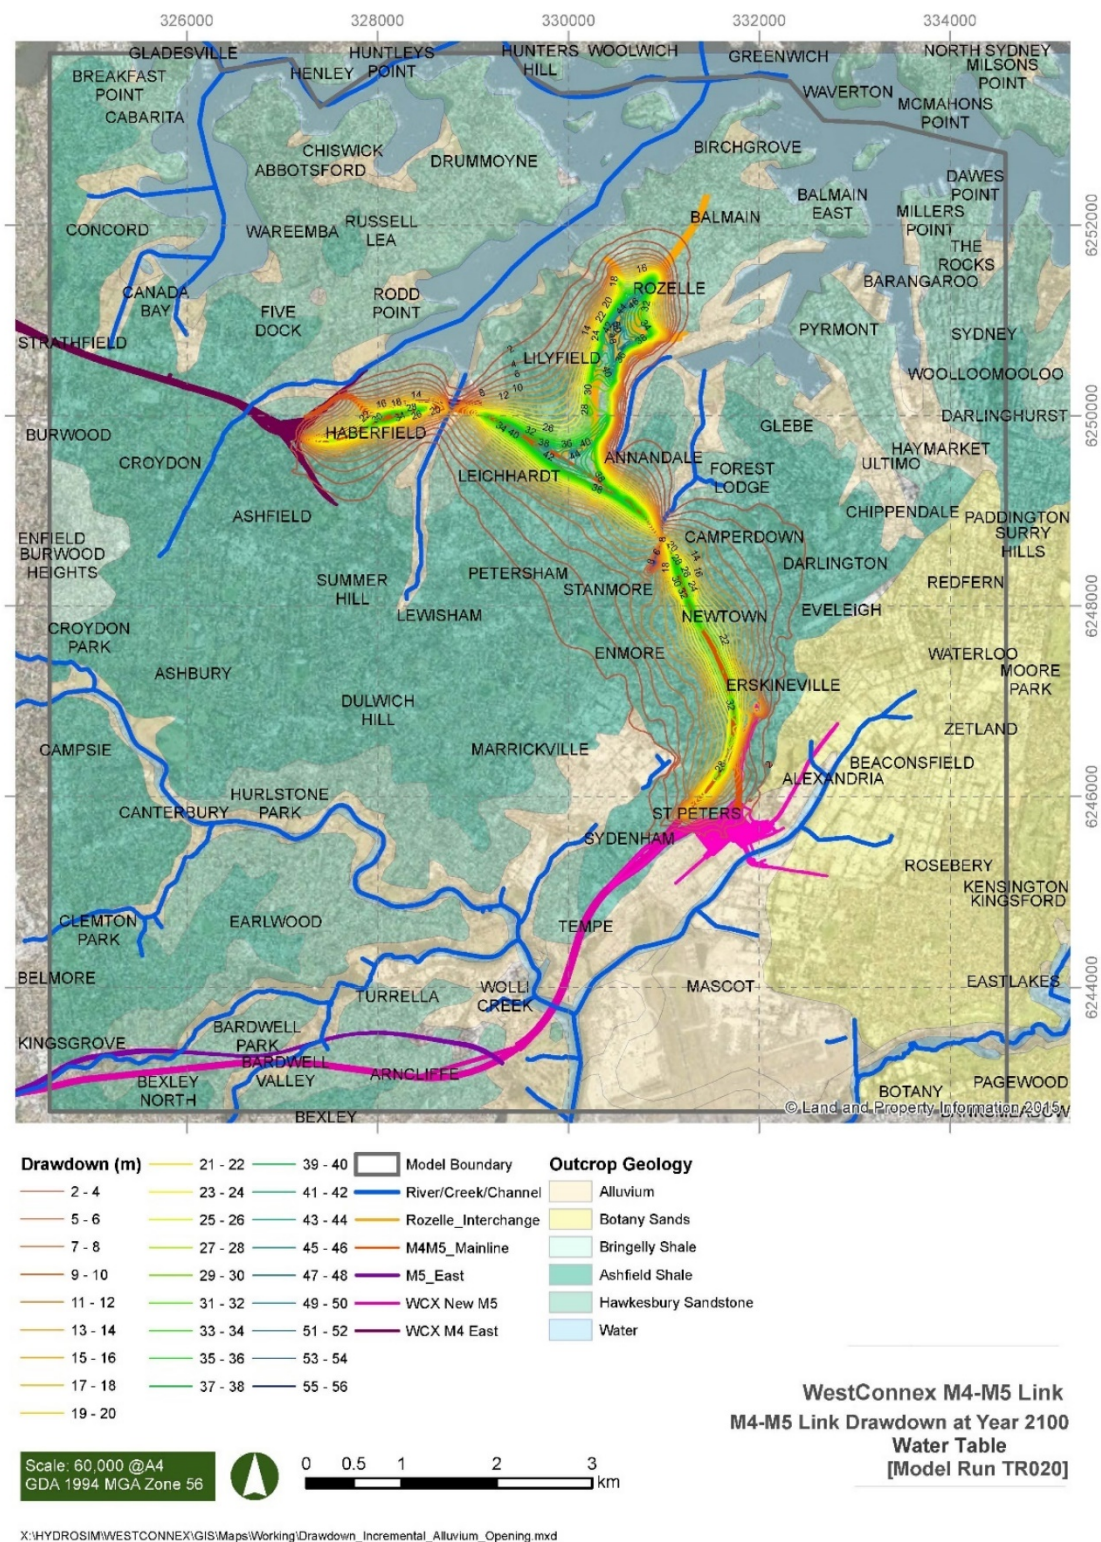 326000 328000 330000 332000 334000
GLADESVILLE
HUNTLEYS
POINT
HUNTERS
HILL
WOOLWICH
GREENWICH
NORTH SYDNEY
MILSONS
POINT
HENLEY
BREAKFAST
POINT
CABARITA
WAVERTON
MCMAHONS
POINT
CHISWICK
ABBOTSFORD
DRUMMOYNE
BIRCHGROVE
DAWES
POINT
BALMAIN
EAST
BALMAIN
MILLERS
POINT
6252000
CONCORD
WAREEMBA
RUSSELL
LEA
THE
ROCKS
BARANGAROO
ROZELLE
CANADA
BAY
FIVE
DOCK
RODD
POINT
PYRMONT
SYDNEY
STRATHFIELD
LILYFIELD
WOOLLOOMOOLOO
6250000
DARLINGHURST
BURWOOD
HABERFIELD
GLEBE
HAYMARKET
ULTIMO
CROYDON
LEICHHARDT
ANNANDALE
FOREST
LODGE
ASHFIELD
CHIPPENDALE
PADDINGTON
SURRY
HILLS
ENFIELD
BURWOOD
HEIGHTS
CAMPERDOWN
DARLINGTON
PETERSHAM
STANMORE
SUMMER
HILL
REDFERN
LEWISHAM
NEWTOWN
EVELEIGH
6248000
CROYDON
PARK
ENMORE
WATERLOO
MOORE
PARK
ASHBURY
ERSKINEVILLE
DULWICH
HILL
ZETLAND
CAMPSIE
MARRICKVILLE
BEACONSFIELD
ALEXANDRIA
6246000
HURLSTONE
PARK
CANTERBURY
ST PETERS
SYDENHAM
ROSEBERY
KENSINGTON
KINGSFORD
CLEMTON
PARK
EARLWOOD
TEMPE
BELMORE
WOLLI
CREEK
MASCOT
EASTLAKES
6244000
TURRELLA
KINGSGROVE
BARDWELL
PARK
BARDWELL
VALLEY
ARNCLIFFE
BEXLEY
NORTH
BOTANY
PAGEWOOD
BEXLEY
© Land and Property Information 2015
BANKSMEADOW
Drawdown (m)
2 - 4
5 - 6
7 - 8
9 - 10
11 - 12
13 - 14
15 - 16
17 - 18
19 - 20
21 - 22
23 - 24
25 - 26
27 - 28
29 - 30
31 - 32
33 - 34
35 - 36
37 - 38
39 - 40
41 - 42
43 - 44
45 - 46
47 - 48
49 - 50
51 - 52
53 - 54
55 - 56
Model Boundary
River/Creek/Channel
Rozelle_Interchange
M4M5_Mainline
M5_East
WCX New M5
WCX M4 East
Outcrop Geology
Alluvium
Botany Sands
Bringelly Shale
Ashfield Shale
Hawkesbury Sandstone
Water
WestConnex M4-M5 Link
M4-M5 Link Drawdown at Year 2100
Water Table
[Model Run TR020]
Scale: 60,000 @A4
GDA 1994 MGA Zone 56
0 0.5 1 2 3
km
X:\HYDROSIM\WESTCONNEX\GIS\Maps\Working\Drawdown_Incremental_Alluvium_Opening.mxd